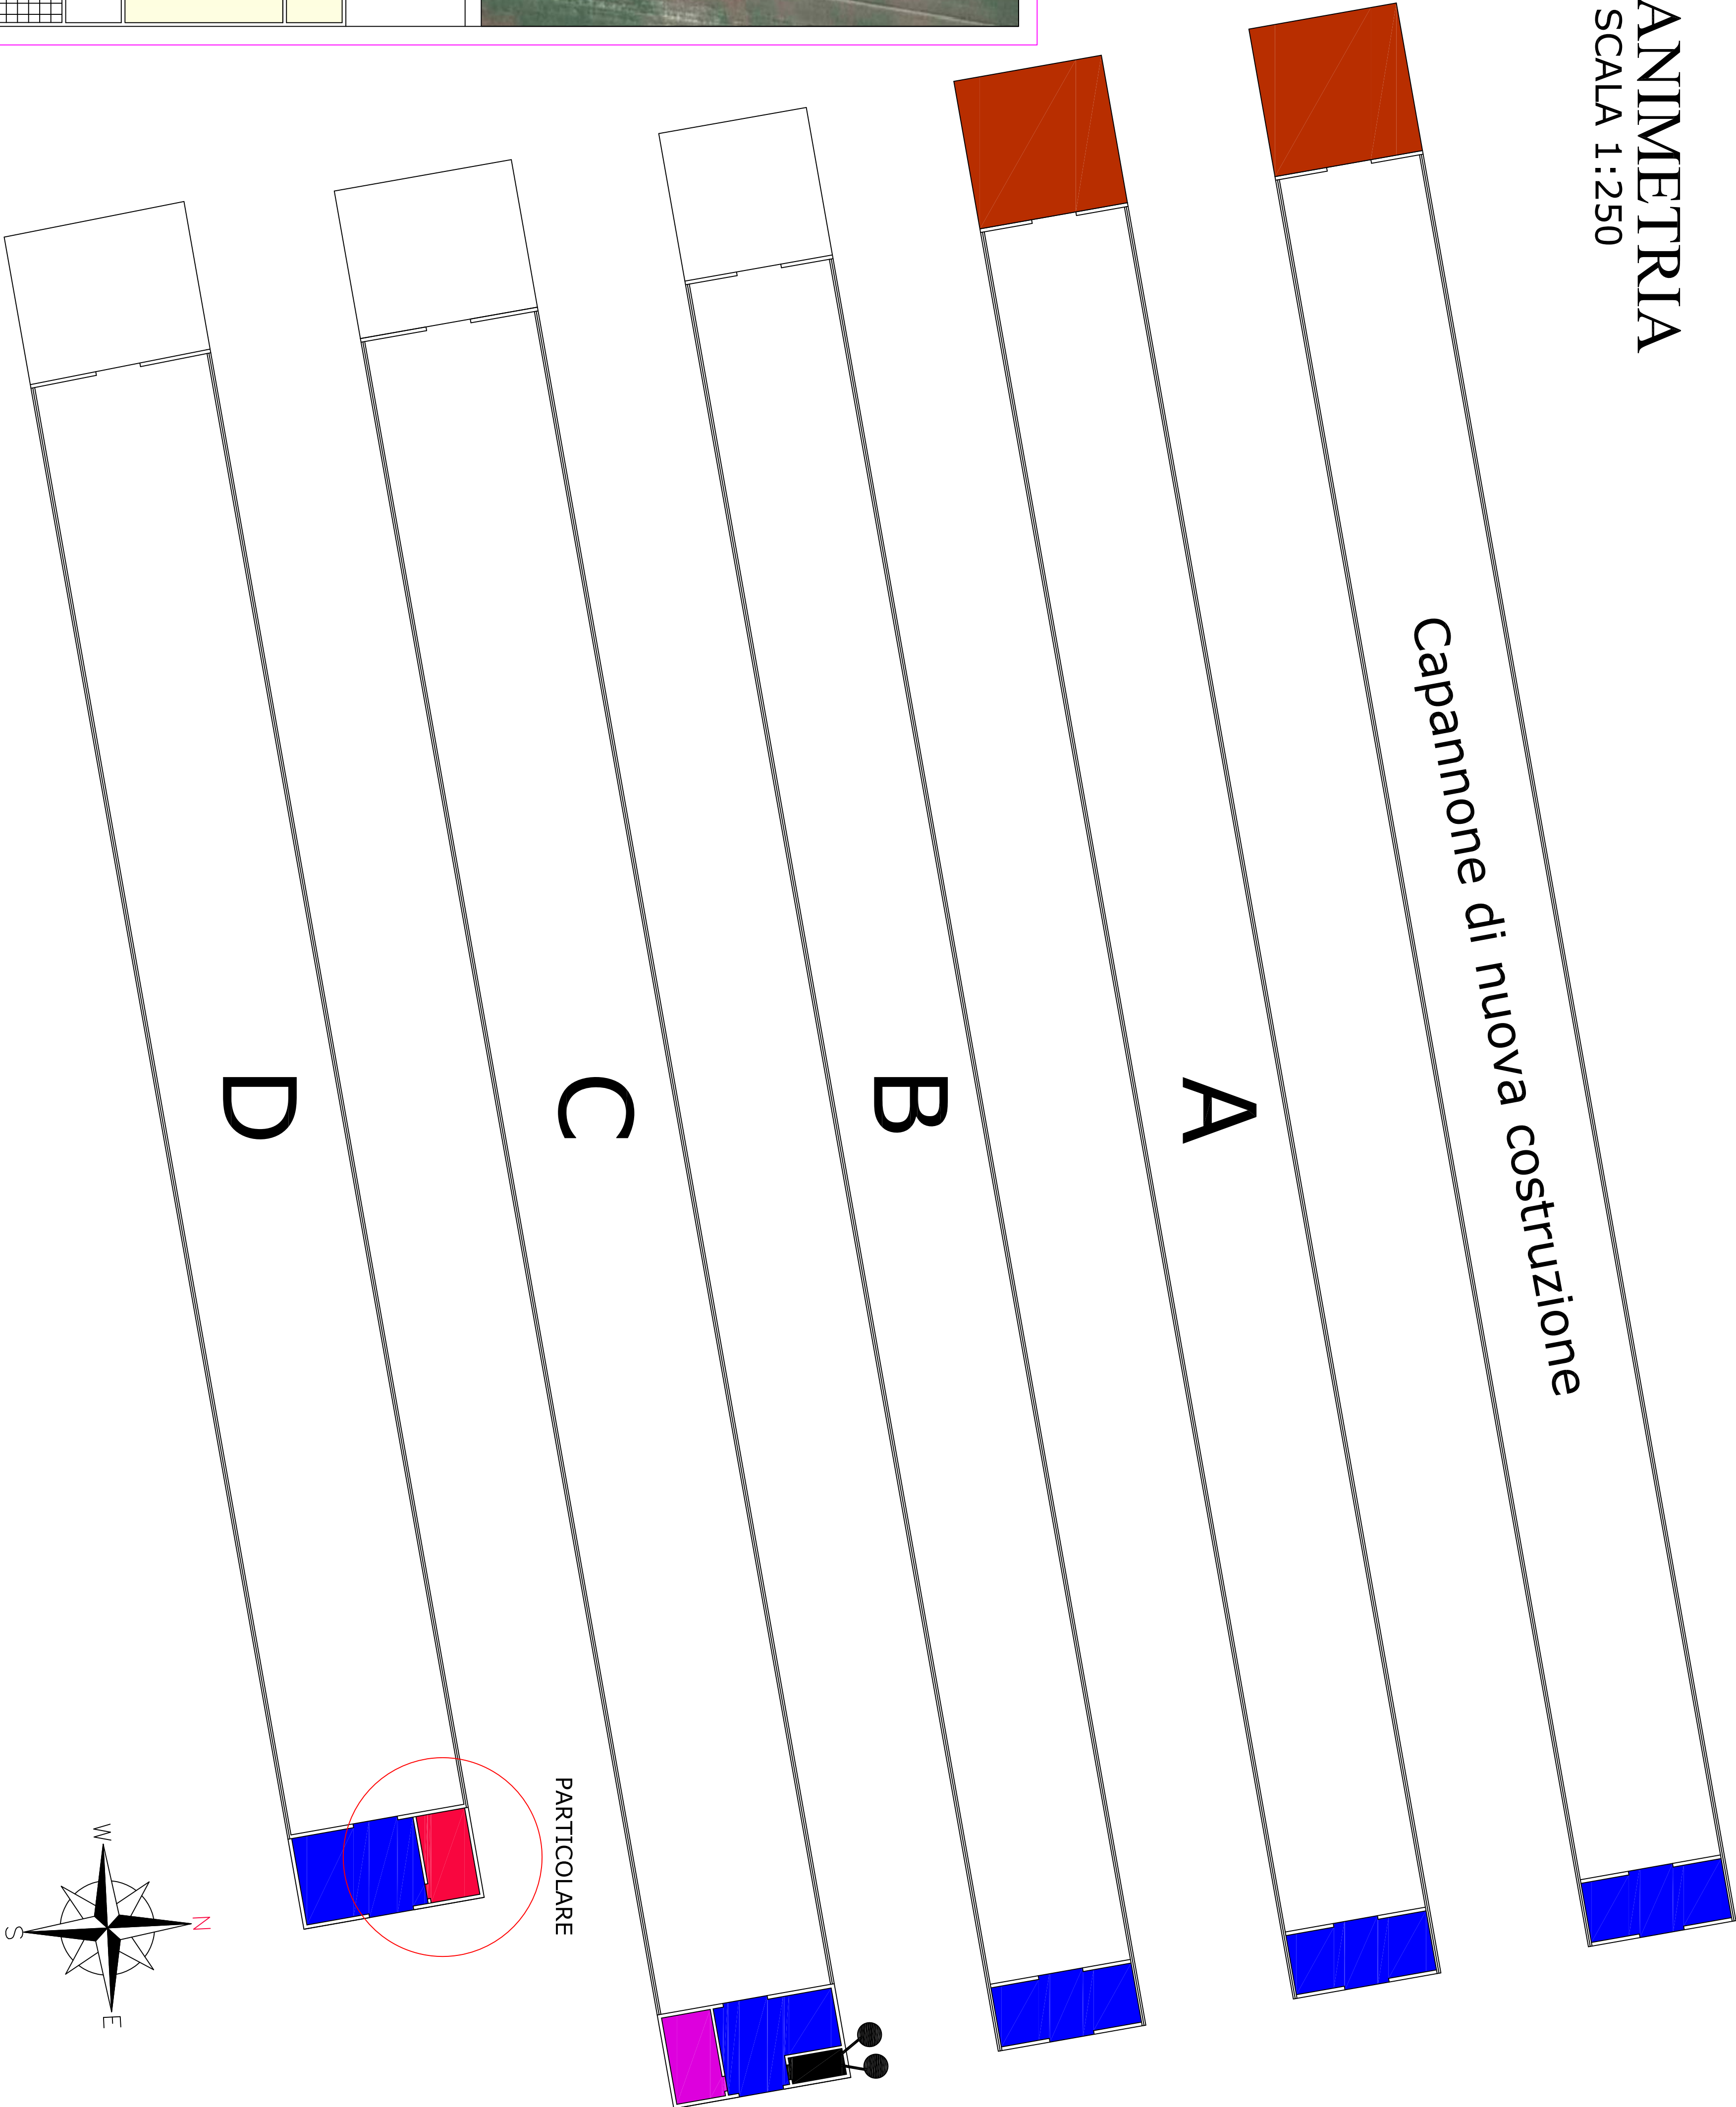 ANIMETRIA
SCALA 1:250
Capannone di nuova costruzione
A
B
C
D
PARTICOLARE
N
W
E
S